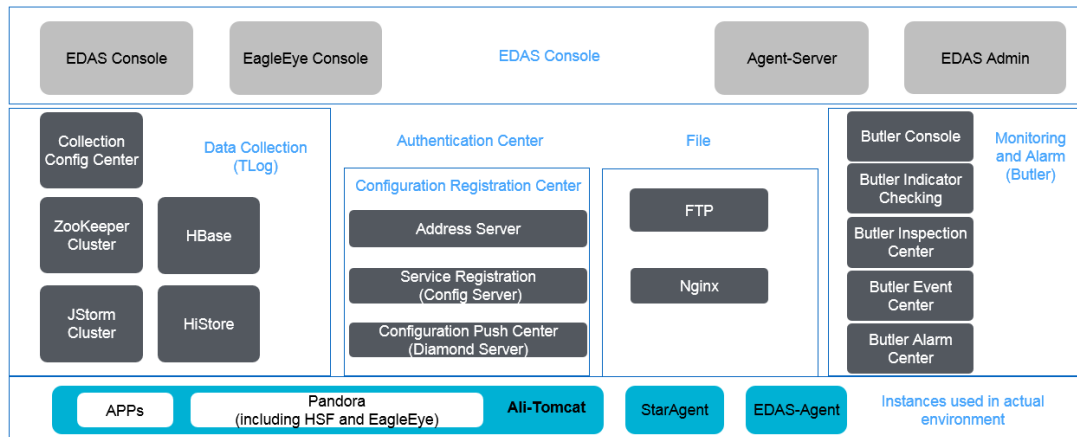 EDAS Console
EagleEye Console
EDAS Console
Agent-Server
EDAS Admin
Collection
Config Center
Data Collection
(TLog)
ZooKeeper
Cluster
HBase
JStorm
Cluster
HiStore
Authentication Center
Configuration Registration Center
Address Server
Service Registration
(Config Server)
Configuration Push Center
(Diamond Server)
File
FTP
Nginx
Butler Console
Butler Indicator
Checking
Butler Inspection
Center
Butler Event
Center
Butler Alarm
Center
Monitoring
and Alarm
(Butler)
APPs
Pandora
(including HSF and EagleEye)
Ali-Tomcat
StarAgent
EDAS-Agent
Instances used in actual
environment